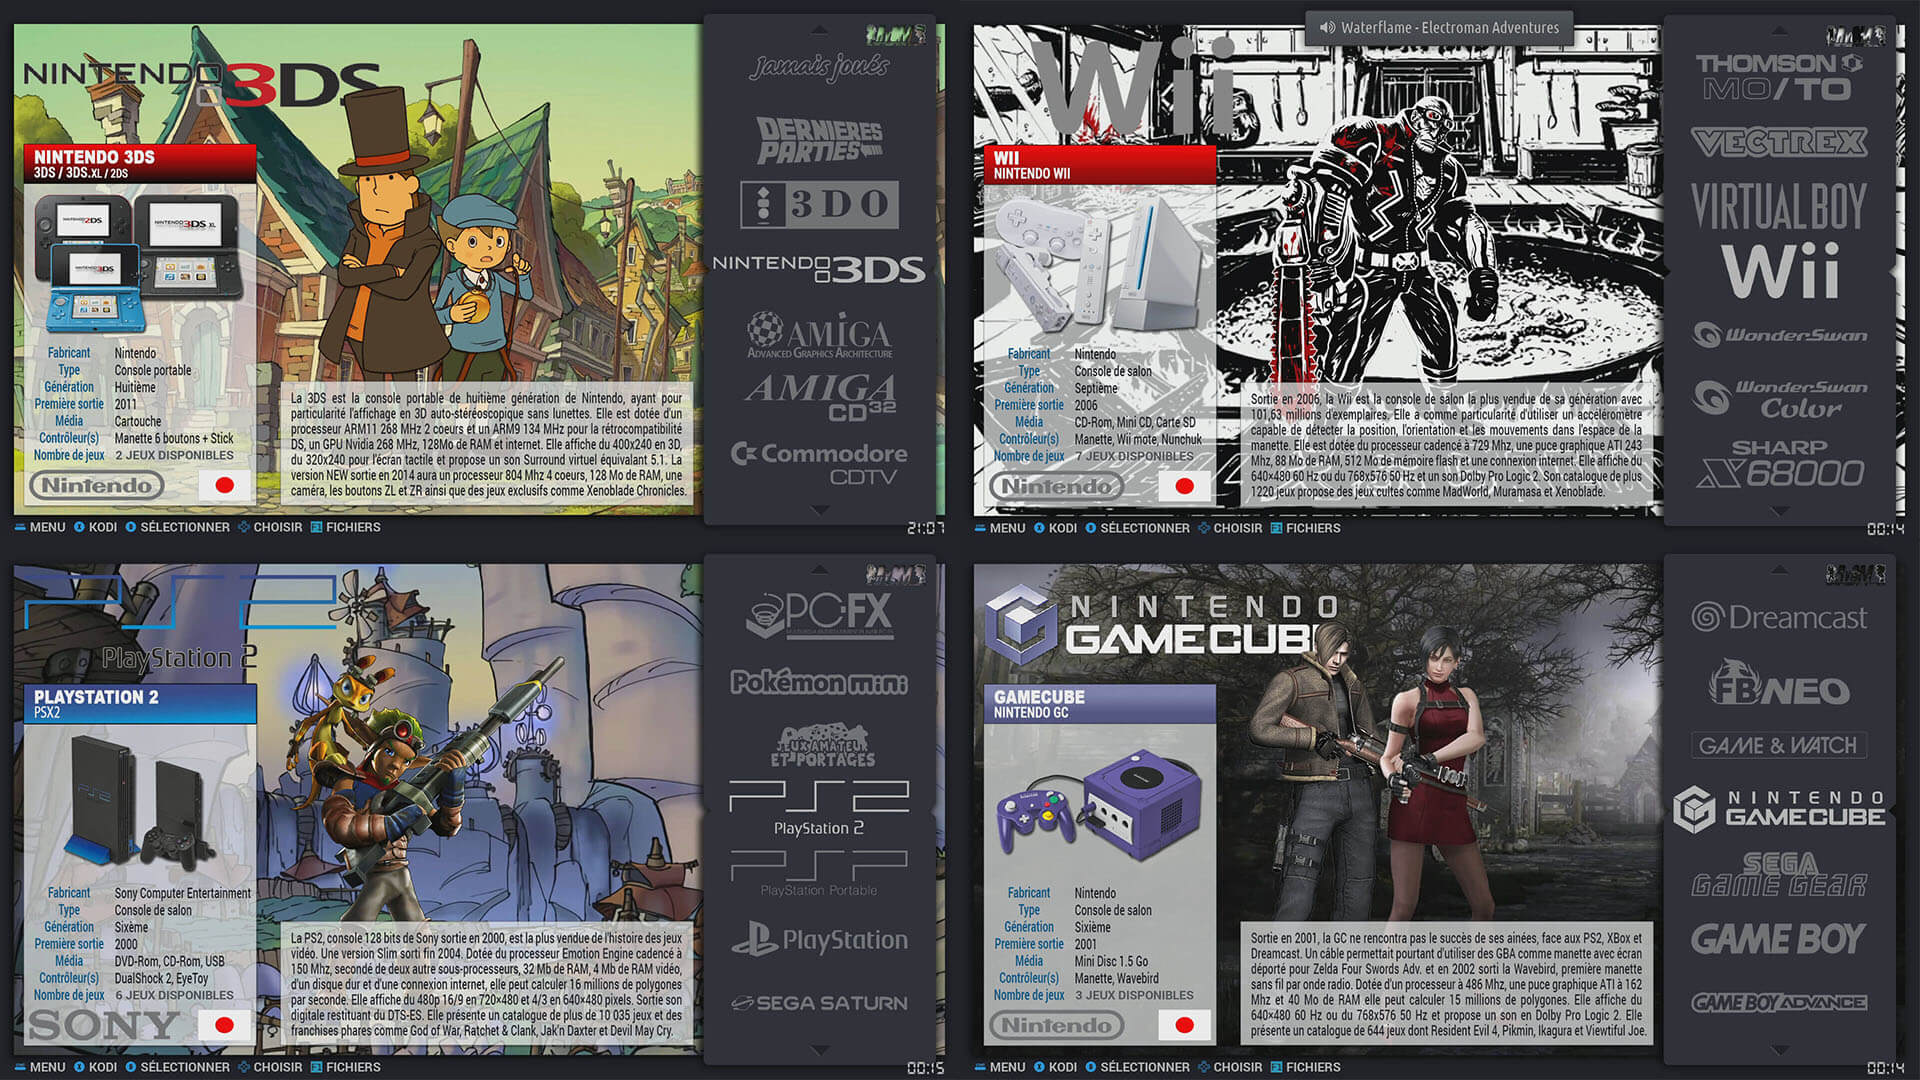 NINTENDO 3DS
NINTENDO 3DS
3DS / 3DS.XL / 2DS
NINTENDO 2DS
NINTENDO 3DS XL
NINTENDO 3DS
Fabricant Nintendo
Type Console portable
Génération Huitième
Première sortie 2011
Média Cartouche
Contrôleur(s) Manette 6 boutons + Stick
Nombre de jeux 2 JEUX DISPONIBLES
Nintendo
La 3DS est la console portable de huitième génération de Nintendo, ayant pour
particularité l'affichage en 3D auto-stéréoscopique sans lunettes. Elle est dotée d'un
processeur ARM11 268 MHz 2 coeurs et un ARM9 134 MHz pour la rétrocompatibilité
DS, un GPU Nvidia 268 MHz, 128Mo de RAM et internet. Elle affiche du 400x240 en 3D,
du 320x240 pour l'écran tactile et propose un son Surround virtuel équivalant 5.1. La
version NEW sortie en 2014 aura un processeur 804 Mhz 4 coeurs, 128 Mo de RAM, une
caméra, les boutons ZL et ZR ainsi que des jeux exclusifs comme Xenoblade Chronicles.
Jamais joués
DERNIERES
PARTIES
3DO
NINTENDO 3DS
AMIGA
ADVANCED GRAPHICS ARCHITECTURE
AMIGA
CD32
Commodore
CDTV
MENU KODI SÉLECTIONNER CHOISIR FICHIERS
21:07
Waterflame - Electroman Adventures
Wii
WII
NINTENDO WII
Fabricant Nintendo
Type Console de salon
Génération Septième
Première sortie 2006
Média CD-Rom, Mini CD, Carte SD
Contrôleur(s) Manette, Wii mote, Nunchuk
Nombre de jeux 7 JEUX DISPONIBLES
Nintendo
Sortie en 2006, la Wii est la console de salon la plus vendue de sa génération avec
101,63 millions d'exemplaires. Elle a comme particularité d'utiliser un accéléromètre
capable de détecter la position, l'orientation et les mouvements dans l'espace de la
manette. Elle est dotée du processeur cadencé à 729 Mhz, une puce graphique ATI 243
Mhz, 88 Mo de RAM, 512 Mo de mémoire flash et une connexion internet. Elle affiche du
640x480 60 Hz ou du 768x576 50 Hz et un son Dolby Pro Logic 2. Son catalogue de plus
1220 jeux propose des jeux cultes comme MadWorld, Muramasa et Xenoblade.
THOMSON
MO/TO
VECTREX
VIRTUAL BOY
Wii
WonderSwan
WonderSwan
Color
SHARP
X68000
MENU KODI SÉLECTIONNER CHOISIR FICHIERS
00:14
PS2
PlayStation 2
PLAYSTATION 2
PSX2
Fabricant Sony Computer Entertainment
Type Console de salon
Génération Sixème
Première sortie 2000
Média DVD-Rom, CD-Rom, USB
Contrôleur(s) DualShock 2, EyeToy
Nombre de jeux 6 JEUX DISPONIBLES
SONY
La PS2, console 128 bits de Sony sortie en 2000, est la plus vendue de l'histoire des jeux
vidéo. Une version Slim sorti fin 2004. Dotée du processeur Emotion Engine cadencé à
150 Mhz, secondé de deux autre sous-processeurs, 32 Mb de RAM, 4 Mb de RAM vidéo,
d'un disque dur et d'une connexion internet, elle peut calculer 16 millions de polygones
par seconde. Elle affiche du 480p 16/9 en 720×480 et 4/3 en 640×480 pixels. Sortie son
digitale restituant du DTS-ES. Elle présente un catalogue de plus de 10 035 jeux et des
franchises phares comme God of War, Ratchet & Clank, Jak'n Daxter et Devil May Cry.
PC-FX
Pokémon mini
JEUX AMATEUR
ET PORTAGES
PS2
PlayStation 2
PSP
PlayStation Portable
PlayStation
SEGA SATURN
MENU KODI SÉLECTIONNER CHOISIR FICHIERS
00:15
NINTENDO
GAMECUBE
GAMECUBE
NINTENDO GC
Fabricant Nintendo
Type Console de salon
Génération Sixième
Première sortie 2001
Média Mini Disc 1.5 Go
Contrôleur(s) Manette, Wavebird
Nombre de jeux 3 JEUX DISPONIBLES
Nintendo
Sortie en 2001, la GC ne rencontra pas le succès de ses ainées, face aux PS2, XBox et
Dreamcast. Un câble permettait pourtant d'utiliser des GBA comme manette avec écran
déporté pour Zelda Four Swords Adv. et en 2002 sorti la Wavebird, première manette
sans fil par onde radio. Dotée d'un processeur à 486 Mhz, une puce graphique ATI à 162
Mhz et 40 Mo de RAM elle peut calculer 15 millions de polygones. Elle affiche du
640×480 60 Hz ou du 768x576 50 Hz et propose un son en Dolby Pro Logic 2. Elle
présente un catalogue de 644 jeux dont Resident Evil 4, Pikmin, Ikagura et Viewtiful Joe.
Dreamcast
FBNEO
GAME & WATCH
NINTENDO
GAMECUBE
SEGA
GAME GEAR
GAME BOY
GAME BOY ADVANCE
MENU KODI SÉLECTIONNER CHOISIR FICHIERS
00:14